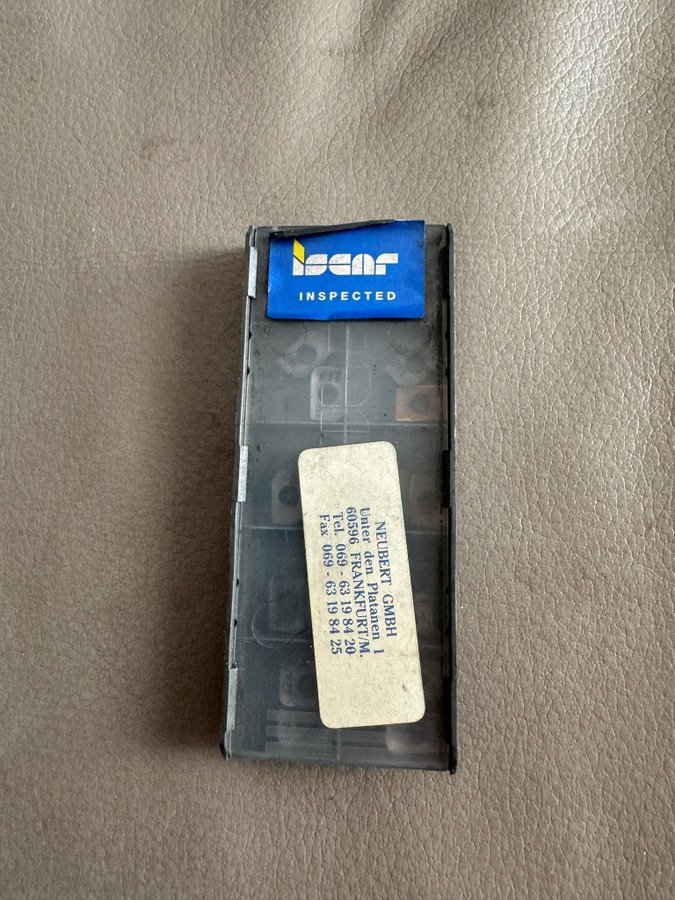 iscar
INSPECTED
NEUBERT GMBH
Unter den Platanen 1
60596 FRANKFURT/M.
Tel. 069 - 63 19 84 20
Fax 069 - 63 19 84 25